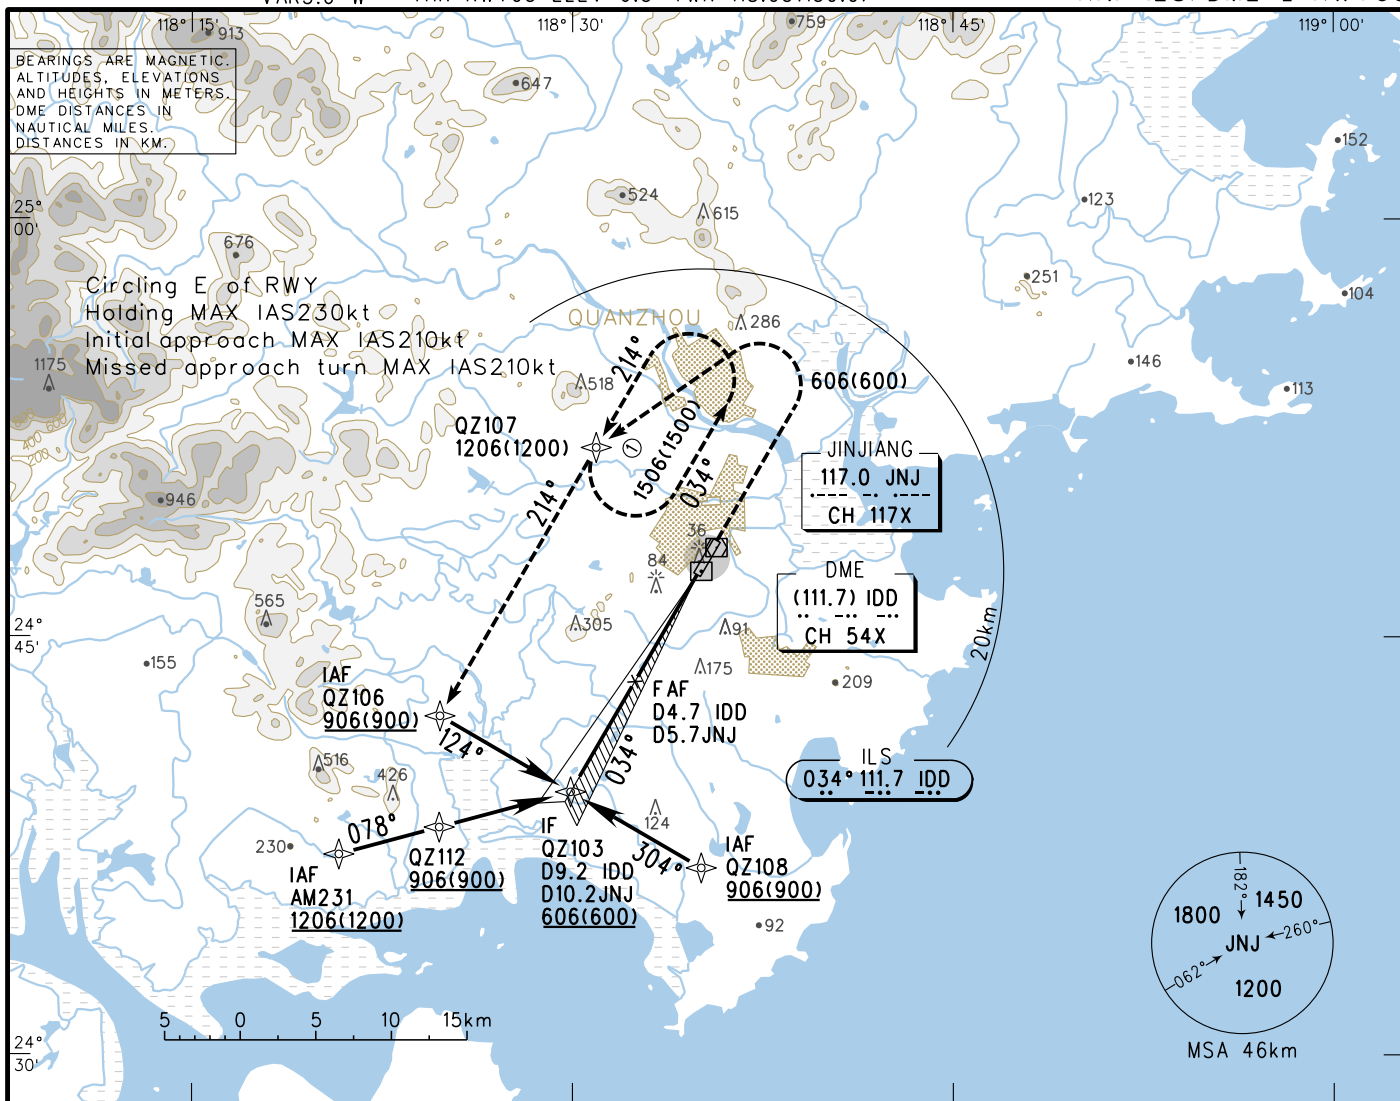 118° 15'
118° 30'
118° 45'
119° 00'
913
759
BEARINGS ARE MAGNETIC.
ALTITUDES, ELEVATIONS
AND HEIGHTS IN METERS.
DME DISTANCES IN
NAUTICAL MILES.
DISTANCES IN KM.
647
152
524
615
123
25°
00'
676
251
104
Circling E of RWY
Holding MAX IAS230kt
Initial approach MAX IAS210kt
Missed approach turn MAX IAS210kt
QUANZHOU
286
146
1175
518
214°
606(600)
113
400
600
200
QZ107
1206(1200)
1
1506(1500)
034°
JINJIANG
117.0 JNJ
CH 117X
946
214°
36
84
DME
(111.7) IDD
CH 54X
565
305
91
24°
45'
155
175
209
20km
IAF
QZ106
906(900)
FAF
D4.7 IDD
D5.7JNJ
124°
034°
516
426
ILS
034° 111.7 IDD
124
078°
230
IAF
AM231
1206(1200)
QZ112
906(900)
IF
QZ103
D9.2 IDD
D10.2JNJ
606(600)
304°
IAF
QZ108
906(900)
92
182°
1800
1450
JNJ
260°
062°
1200
MSA 46km
5 0 5 10 15km
24°
30'